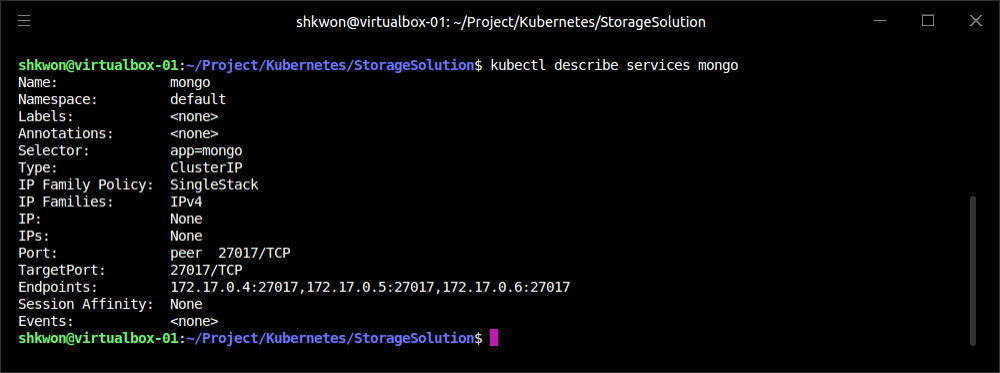 shkwon@virtualbox-01: ~/Project/Kubernetes/StorageSolution
shkwon@virtualbox-01:~/Project/Kubernetes/StorageSolution$ kubectl describe services mongo
Name:              mongo
Namespace:         default
Labels:            <none>
Annotations:       <none>
Selector:          app=mongo
Type:              ClusterIP
IP Family Policy:  SingleStack
IP Families:       IPv4
IP:                None
IPs:               None
Port:              peer  27017/TCP
TargetPort:        27017/TCP
Endpoints:         172.17.0.4:27017,172.17.0.5:27017,172.17.0.6:27017
Session Affinity:  None
Events:            <none>
shkwon@virtualbox-01:~/Project/Kubernetes/StorageSolution$